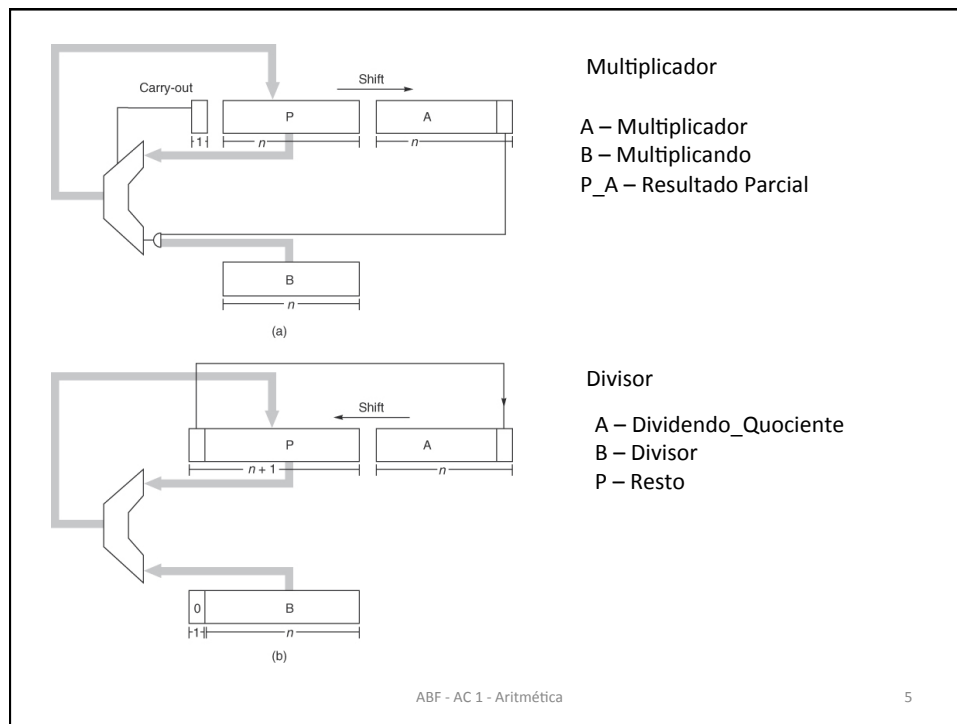 Multiplicador
Shift
Carry-out
P
A
1
n
n
A – Multiplicador
B – Multiplicando
P_A – Resultado Parcial
B
n
(a)
Divisor
Shift
A – Dividendo_Quociente
P
A
B – Divisor
n + 1
n
P – Resto
0
B
1
n
(b)
ABF - AC 1 - Aritmética
5